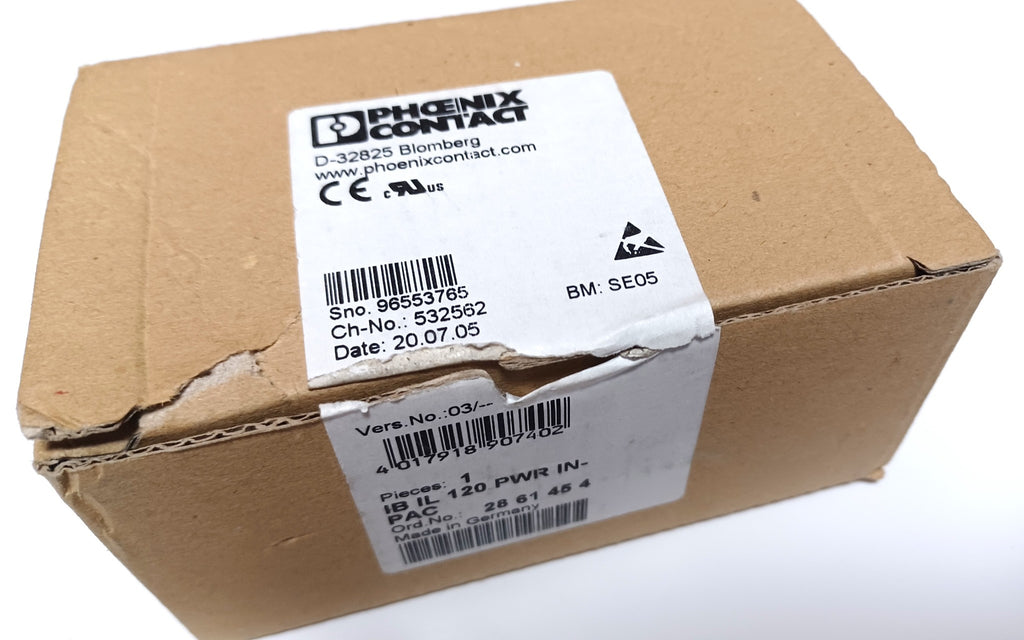 PHOENIX
CONTACT
D-32825 Blomberg
www.phoenixcontact.com
CE c RU US
Sno. 96553765
Ch-No.: 532562
Date: 20.07.05
BM: SE05
Vers.No.:03/--
4 017918 907402
Pieces: 1
IB IL 120 PWR IN-
PAC
Ord.No.: 28 61 45 4
Made in Germany